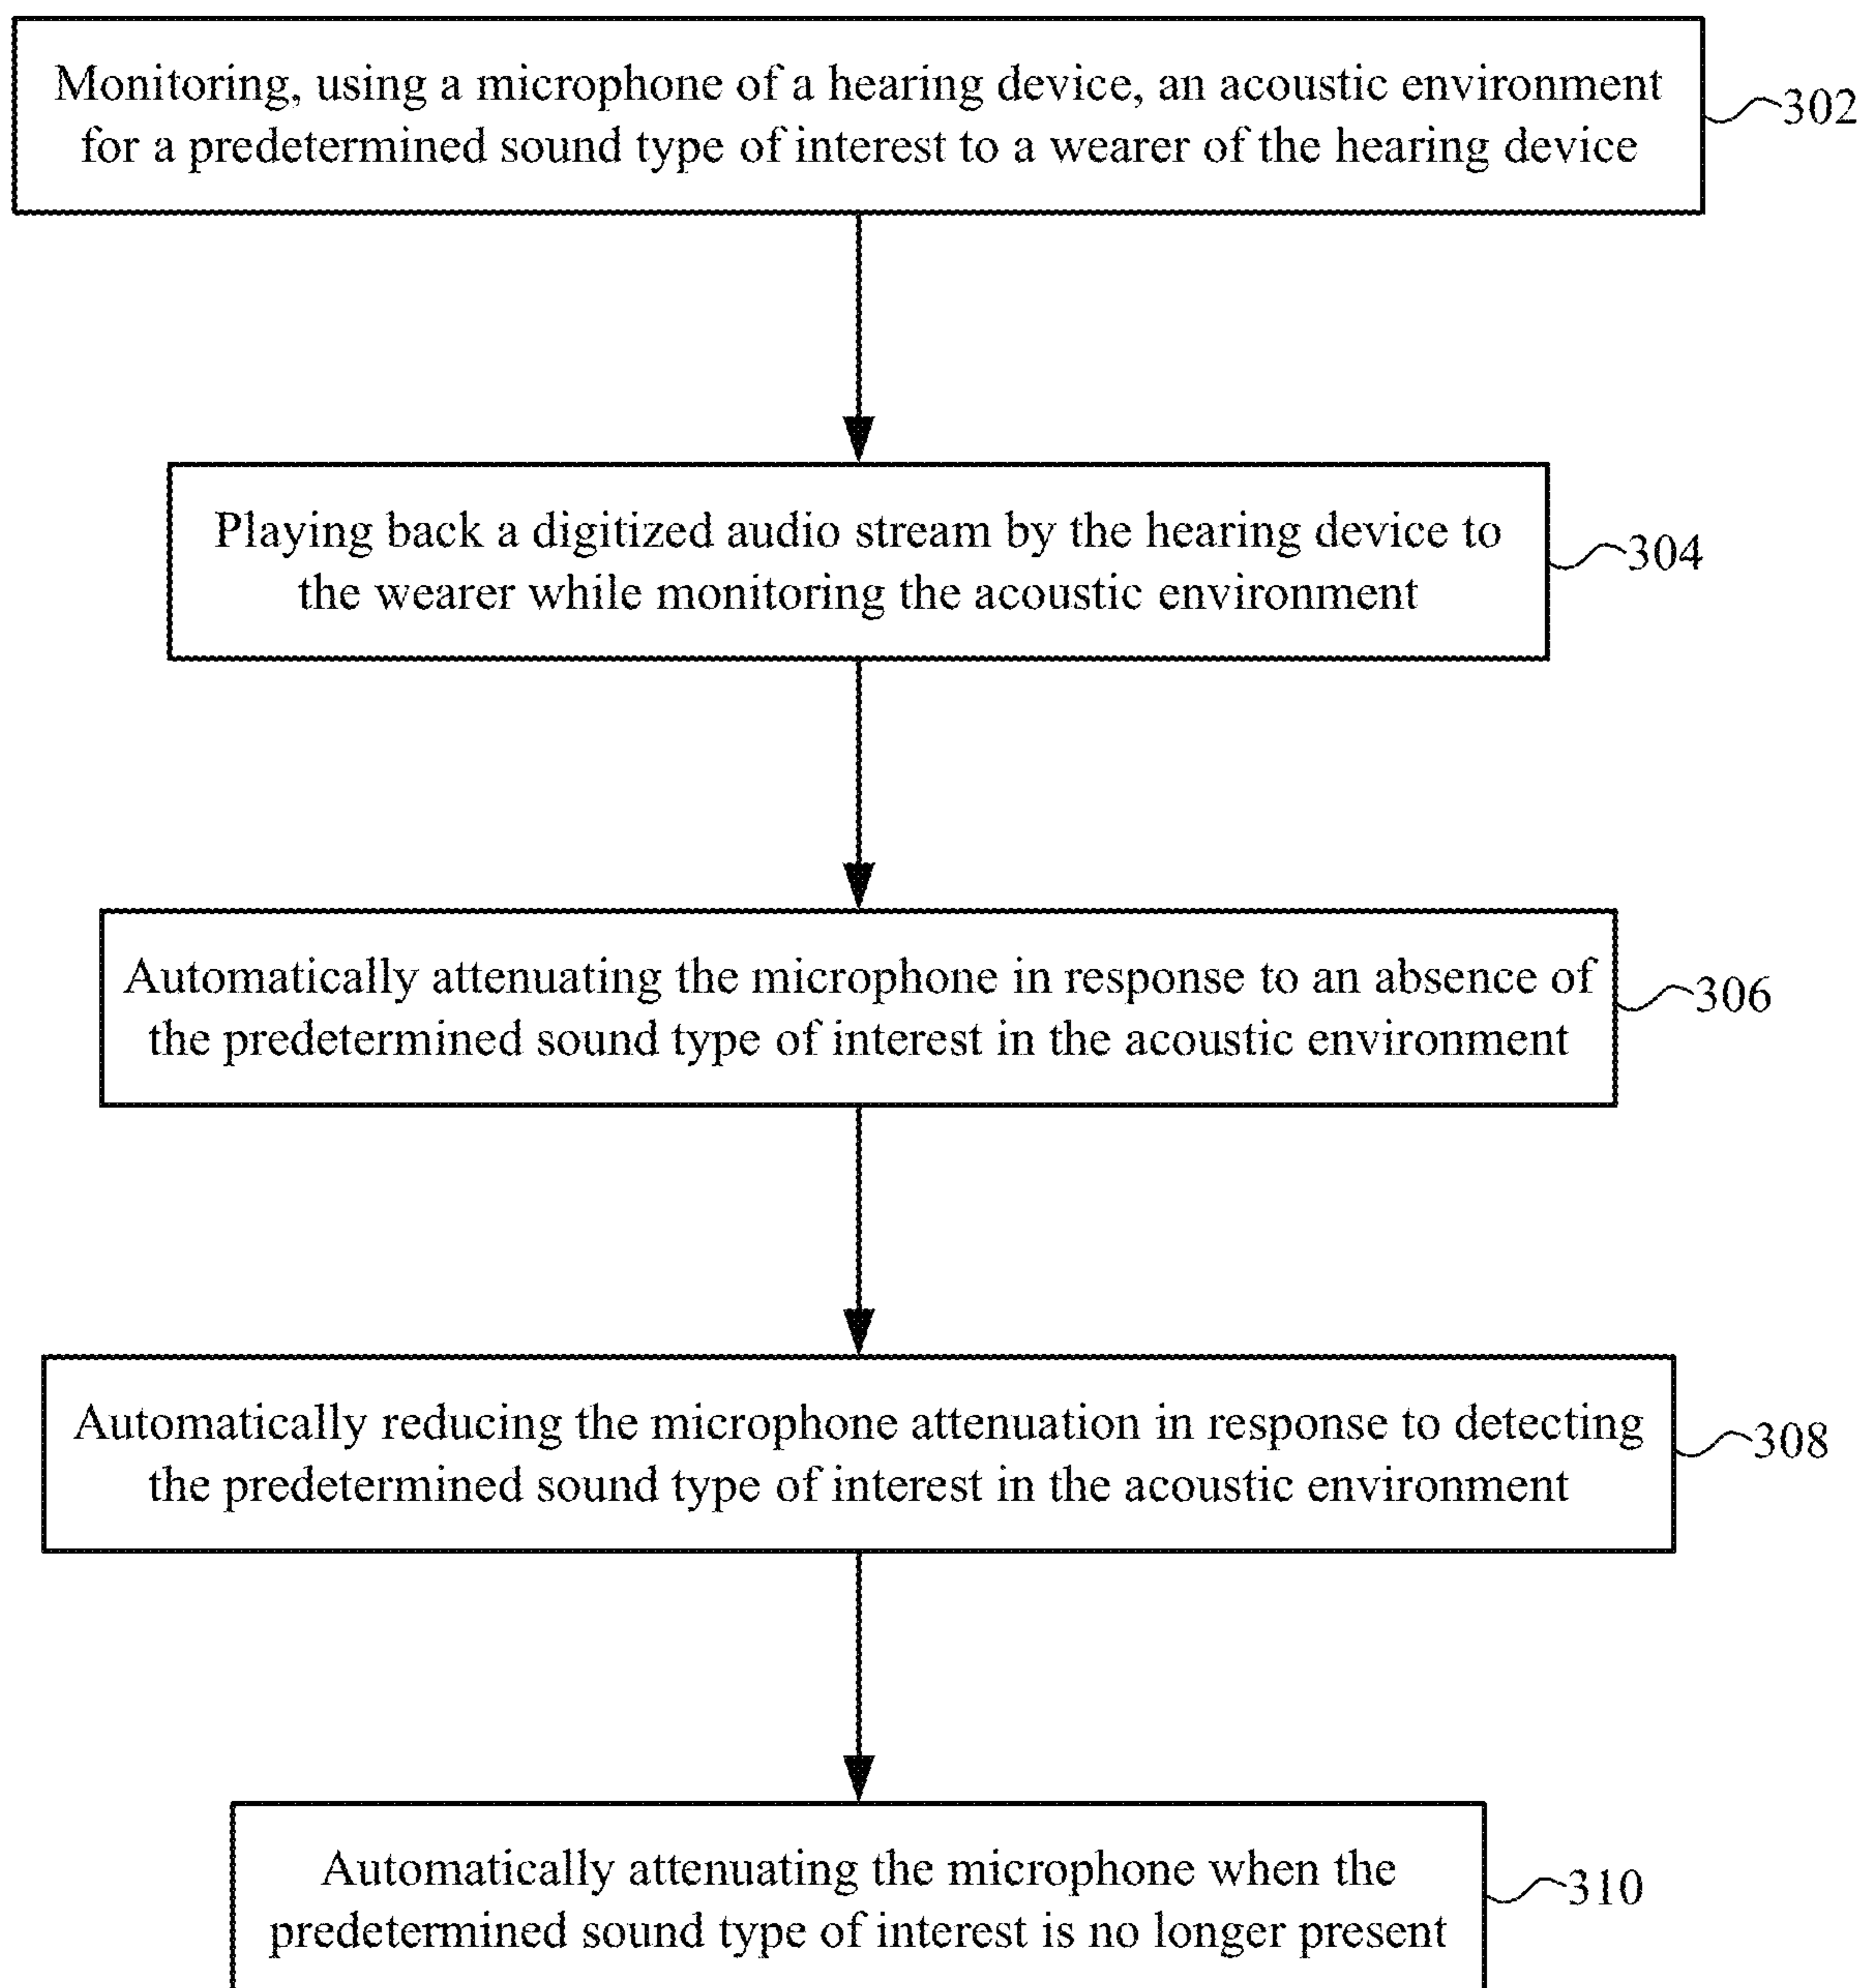 Monitoring, using a microphone of a hearing device, an acoustic environment
for a predetermined sound type of interest to a wearer of the hearing device
302
Playing back a digitized audio stream by the hearing device to
the wearer while monitoring the acoustic environment
304
Automatically attenuating the microphone in response to an absence of
the predetermined sound type of interest in the acoustic environment
306
Automatically reducing the microphone attenuation in response to detecting
the predetermined sound type of interest in the acoustic environment
308
Automatically attenuating the microphone when the
predetermined sound type of interest is no longer present
310